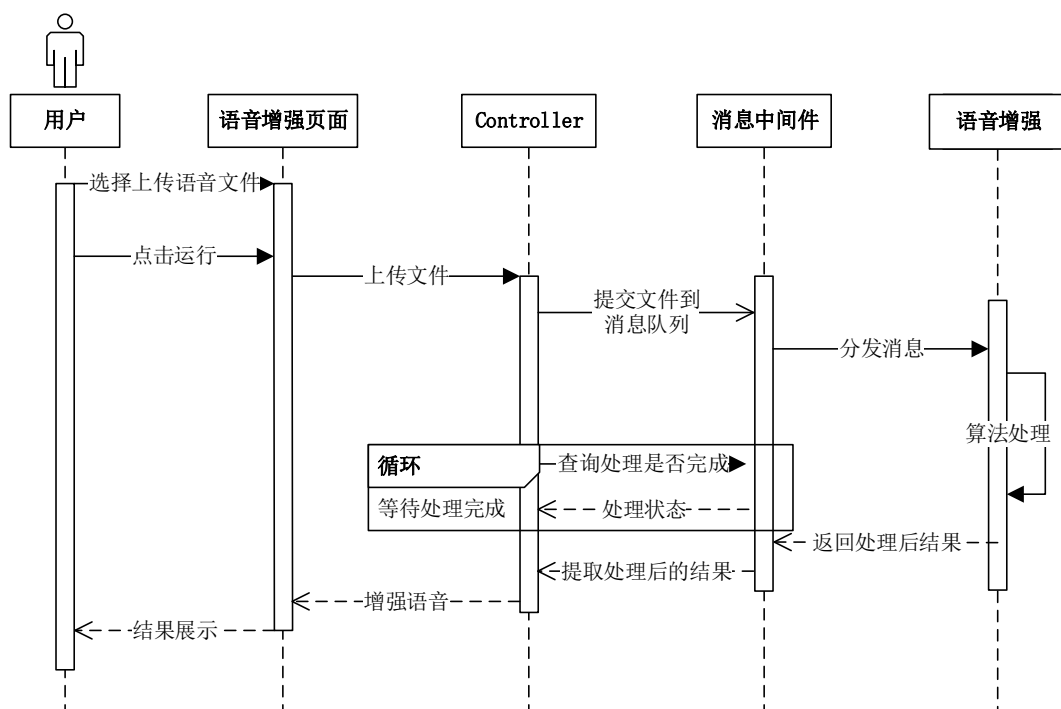 用户
语音增强页面
Controller
消息中间件
语音增强
选择上传语音文件
点击运行
上传文件
提交文件到
消息队列
分发消息
算法处理
循环
查询处理是否完成
等待处理完成
处理状态
返回处理后结果
提取处理后的结果
增强语音
结果展示